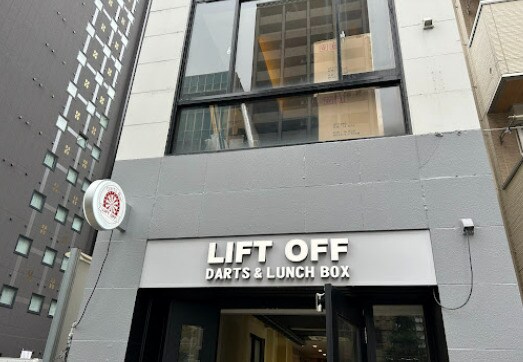 LIFT OFF
DARTS & LUNCH BOX